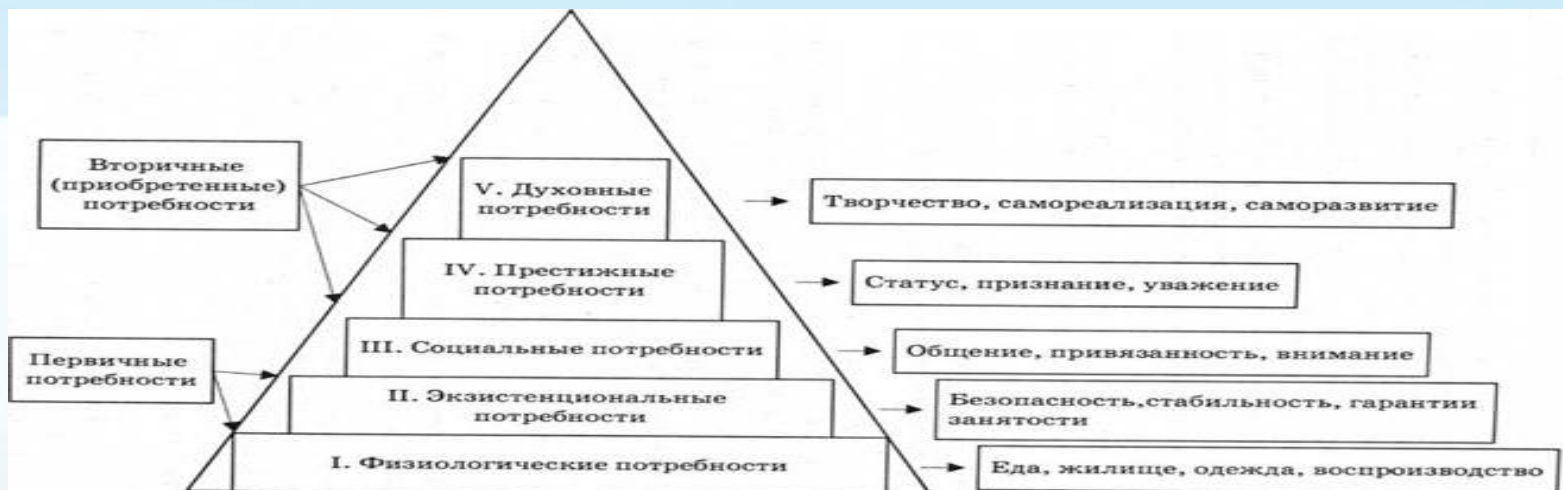 Вторичные
(приобретенные)
потребности
V. Духовные
потребности
Творчество, самореализация, саморазвитие
IV. Престижные
потребности
Статус, признание, уважение
Первичные
потребности
III. Социальные потребности
Общение, привязанность, внимание
II. Экзистенциональные
потребности
Безопасность,стабильность, гарантии
занятости
I. Физиологические потребности
Еда, жилище, одежда, воспроизводство